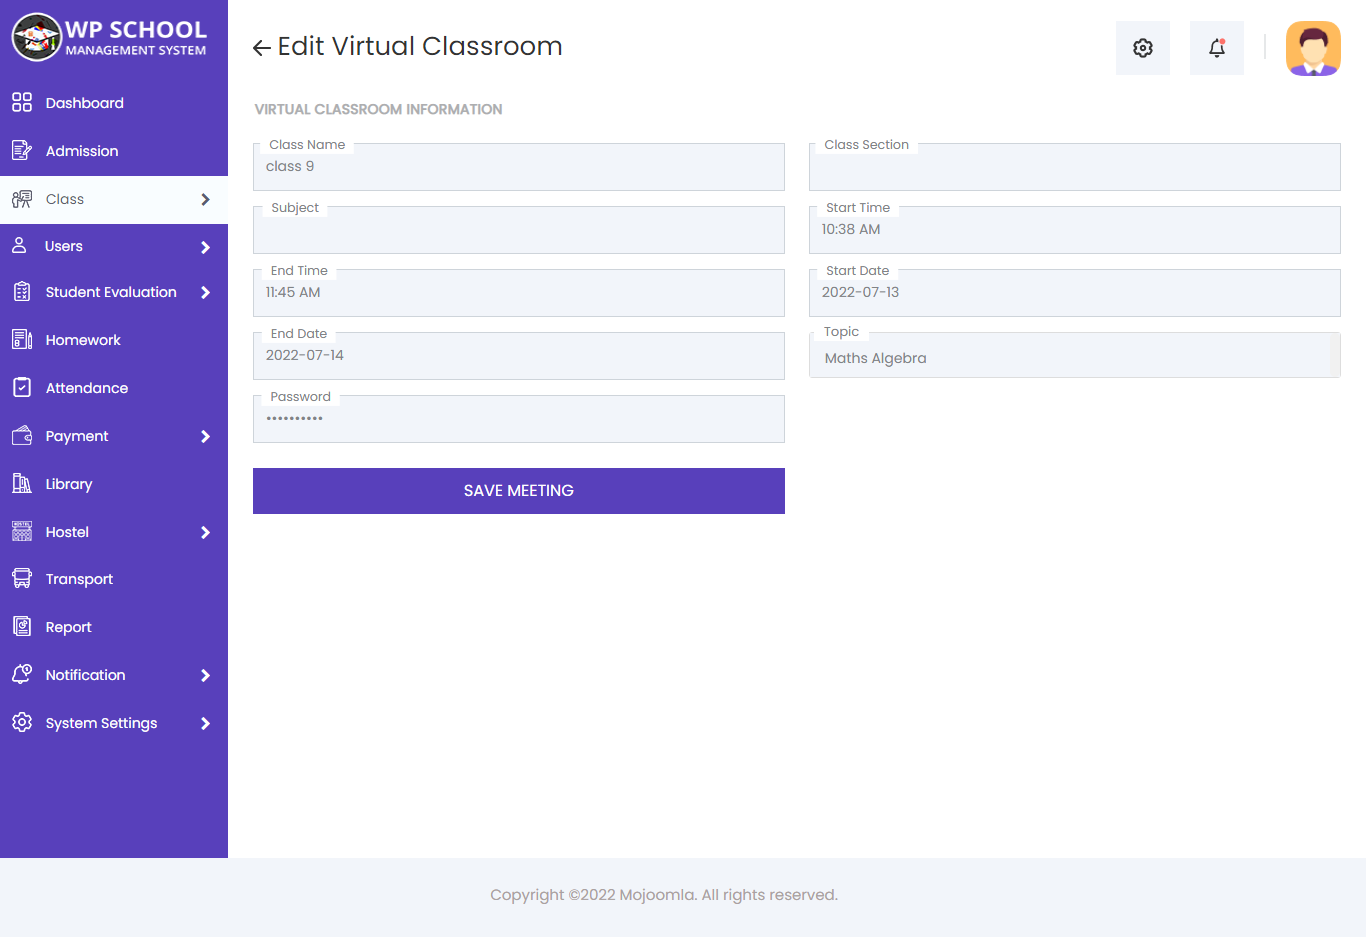 WP SCHOOL
MANAGEMENT SYSTEM
Dashboard
Admission
Class
Users
Student Evaluation
Homework
Attendance
Payment
Library
Hostel
Transport
Report
Notification
System Settings
Edit Virtual Classroom
VIRTUAL CLASSROOM INFORMATION
Class Name
class 9
Class Section
Subject
Start Time
10:38 AM
End Time
11:45 AM
Start Date
2022-07-13
End Date
2022-07-14
Topic
Maths Algebra
Password
••••••••••
SAVE MEETING
Copyright ©2022 Mojoomla. All rights reserved.